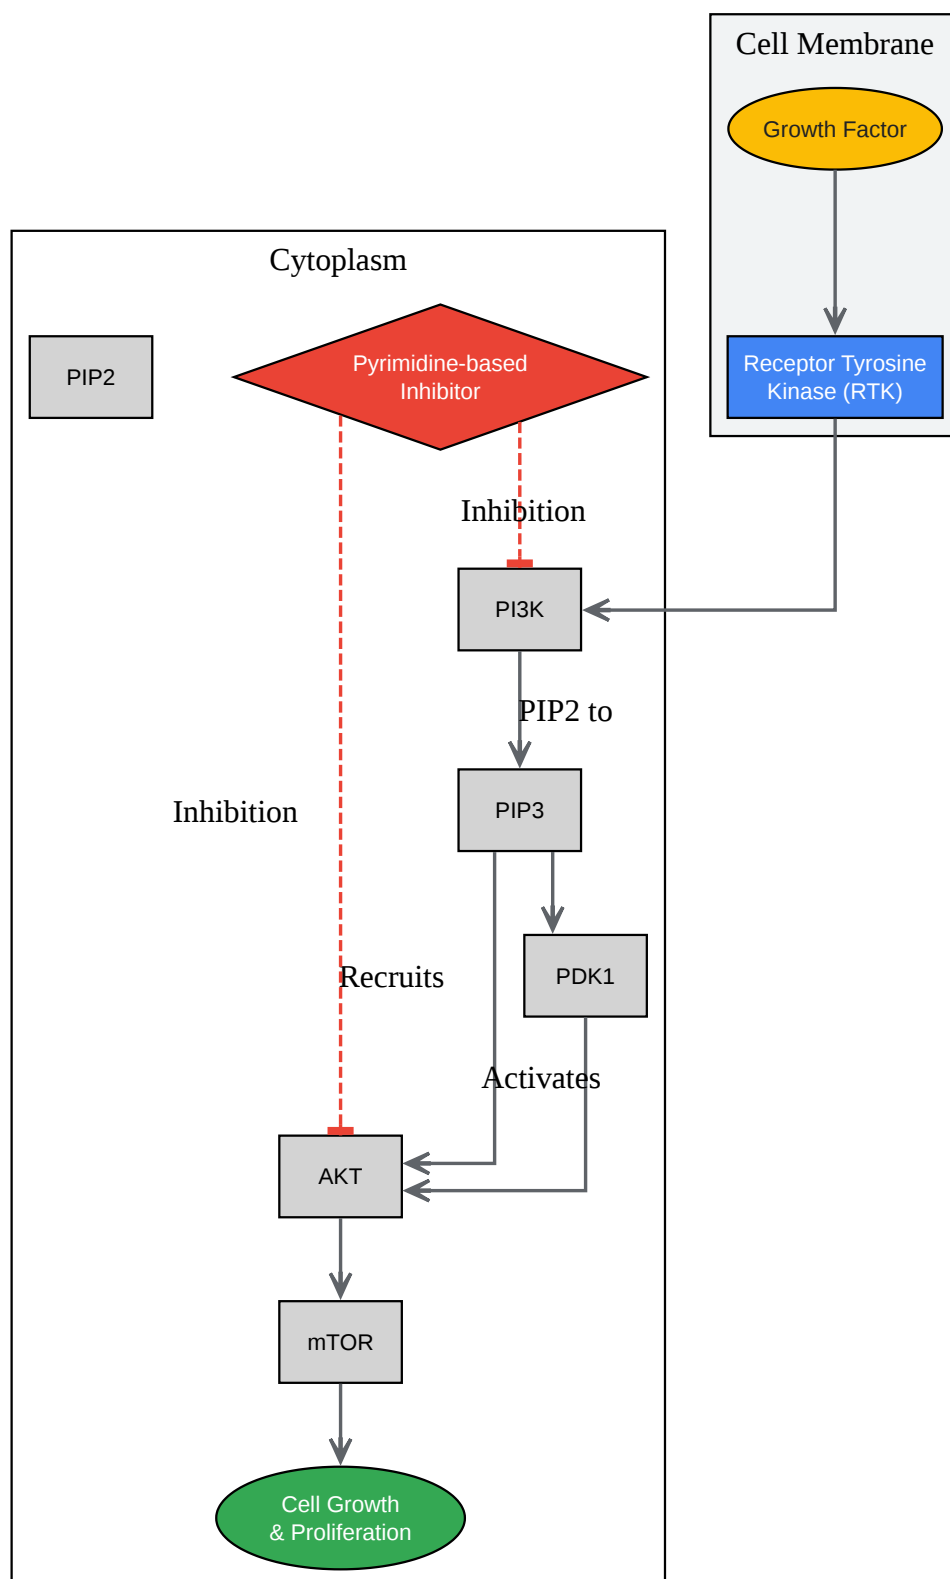 Cell Membrane
Growth Factor
Cytoplasm
PIP2
Pyrimidine-based
Inhibitor
Receptor Tyrosine
Kinase (RTK)
Inhibition
PI3K
PIP2 to
PIP3
Inhibition
Recruits
PDK1
Activates
AKT
mTOR
Cell Growth
& Proliferation